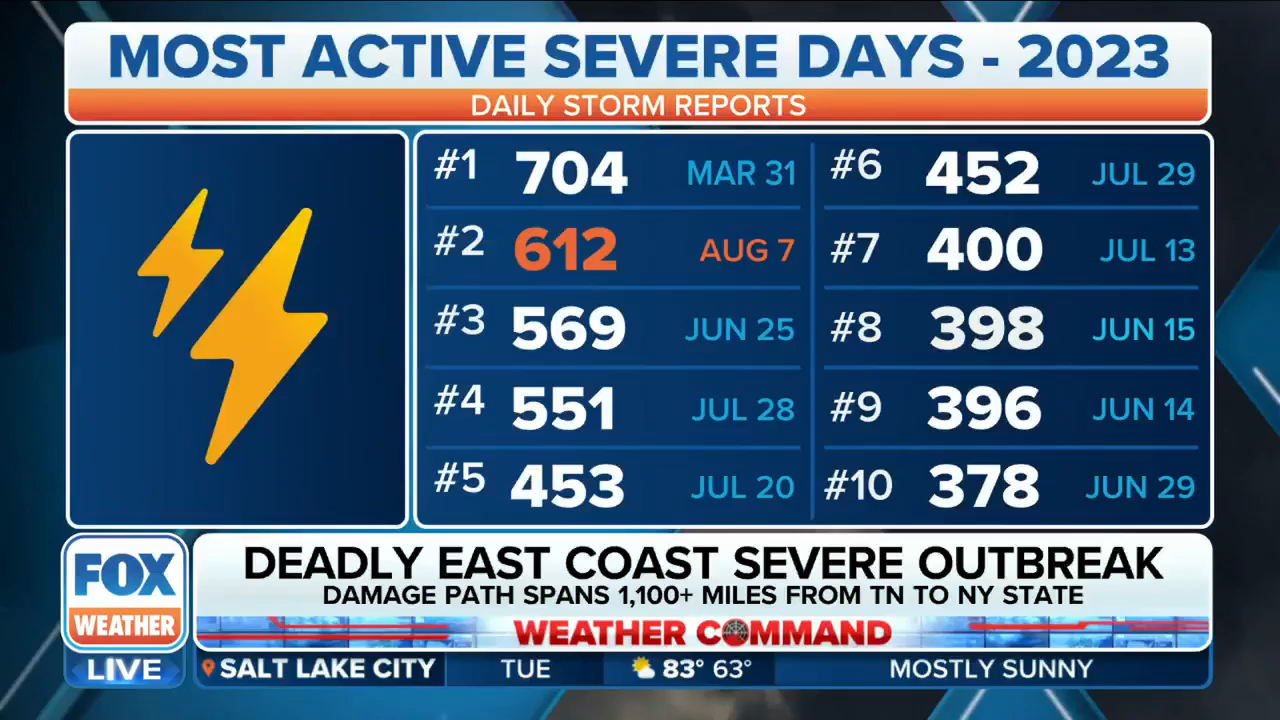 MOST ACTIVE SEVERE DAYS - 2023
DAILY STORM REPORTS
#1 704 MAR 31
#2 612 AUG 7
#3 569 JUN 25
#4 551 JUL 28
#5 453 JUL 20
#6 452 JUL 29
#7 400 JUL 13
#8 398 JUN 15
#9 396 JUN 14
#10 378 JUN 29
FOX
WEATHER
LIVE
DEADLY EAST COAST SEVERE OUTBREAK
DAMAGE PATH SPANS 1,100+ MILES FROM TN TO NY STATE
WEATHER COMMAND
SALT LAKE CITY TUE 83° 63° MOSTLY SUNNY